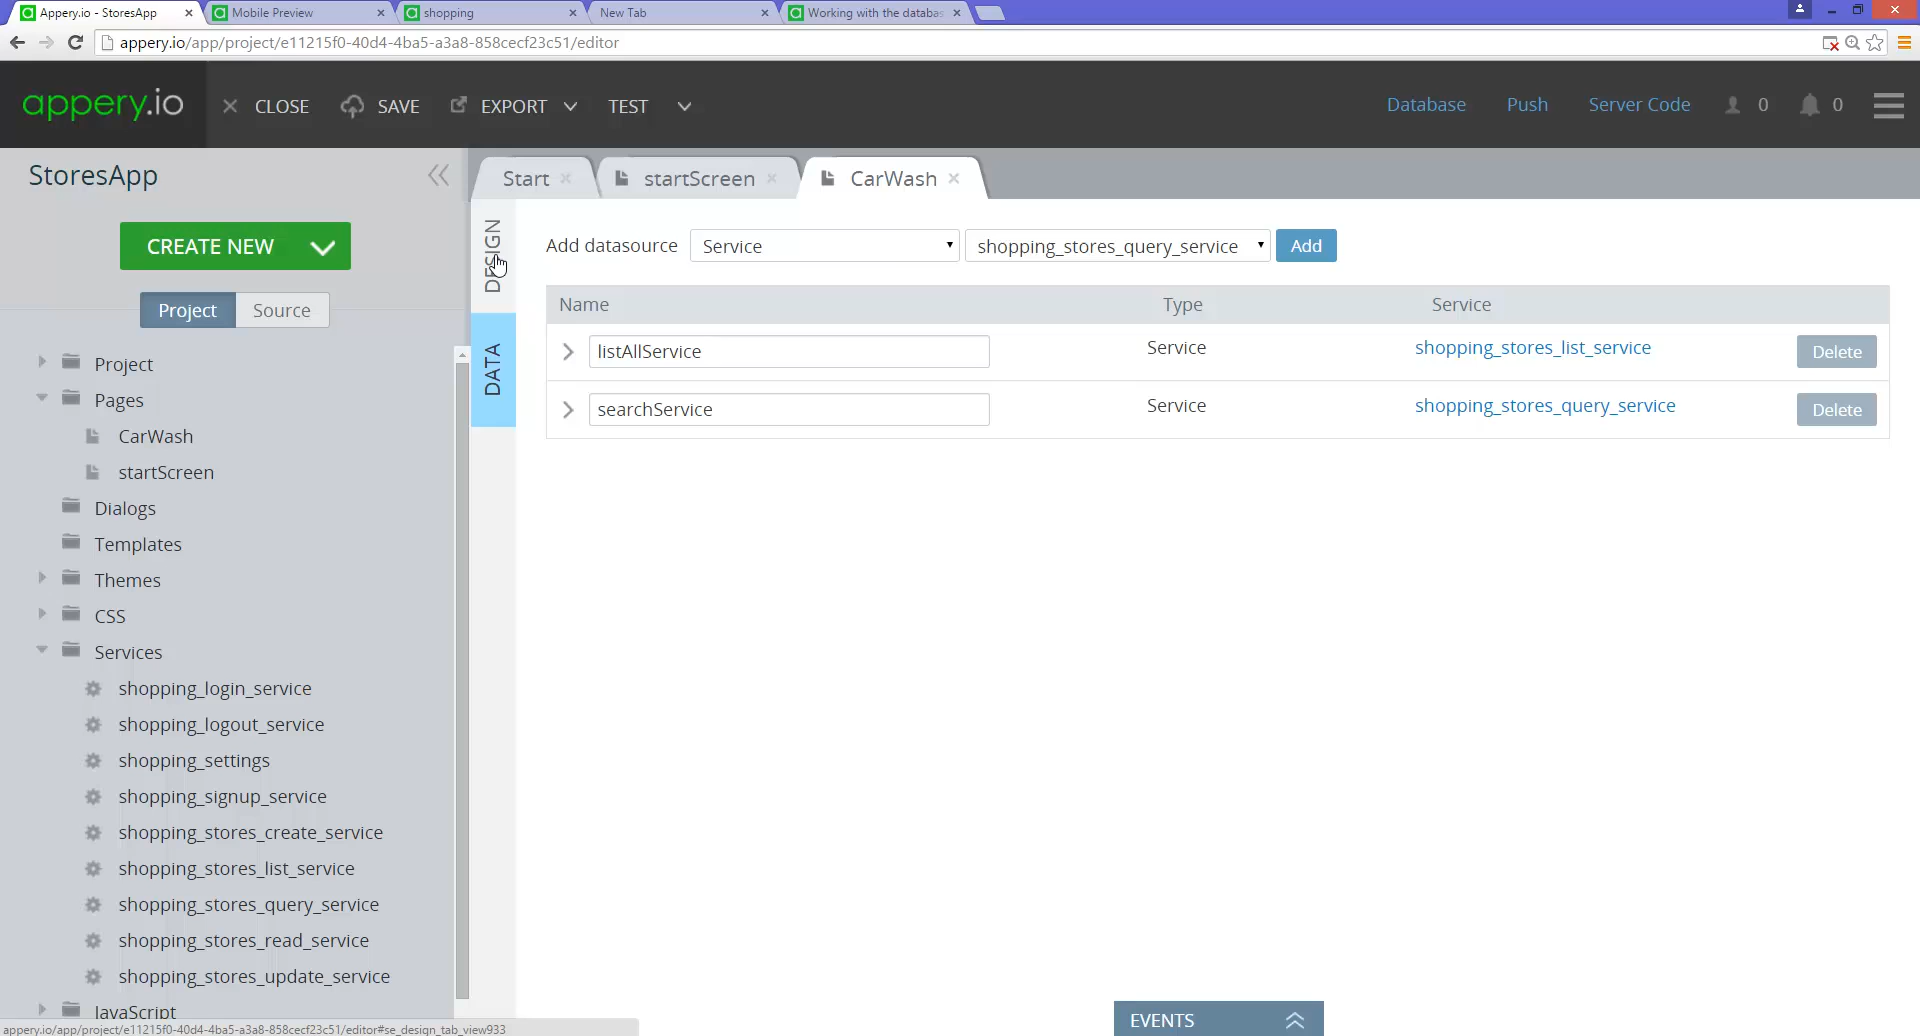 Appery.io - StoresApp
Mobile Preview
shopping
New Tab
Working with the databas
appery.io/app/project/e11215f0-40d4-4ba5-a3a8-858cecf23c51/editor
appery.io
CLOSE
SAVE
EXPORT
TEST
Database
Push
Server Code
0
0
StoresApp
CREATE NEW
Project
Source
Project
Pages
CarWash
startScreen
Dialogs
Templates
Themes
CSS
Services
shopping_login_service
shopping_logout_service
shopping_settings
shopping_signup_service
shopping_stores_create_service
shopping_stores_list_service
shopping_stores_query_service
shopping_stores_read_service
shopping_stores_update_service
JavaScript
appery.io/app/project/e11215f0-40d4-4ba5-a3a8-858cecf23c51/editor#se_design_tab_view933
Start
startScreen
CarWash
DESIGN
DATA
Add datasource
Service
shopping_stores_query_service
Add
Name
Type
Service
listAllService
Service
shopping_stores_list_service
Delete
searchService
Service
shopping_stores_query_service
Delete
EVENTS